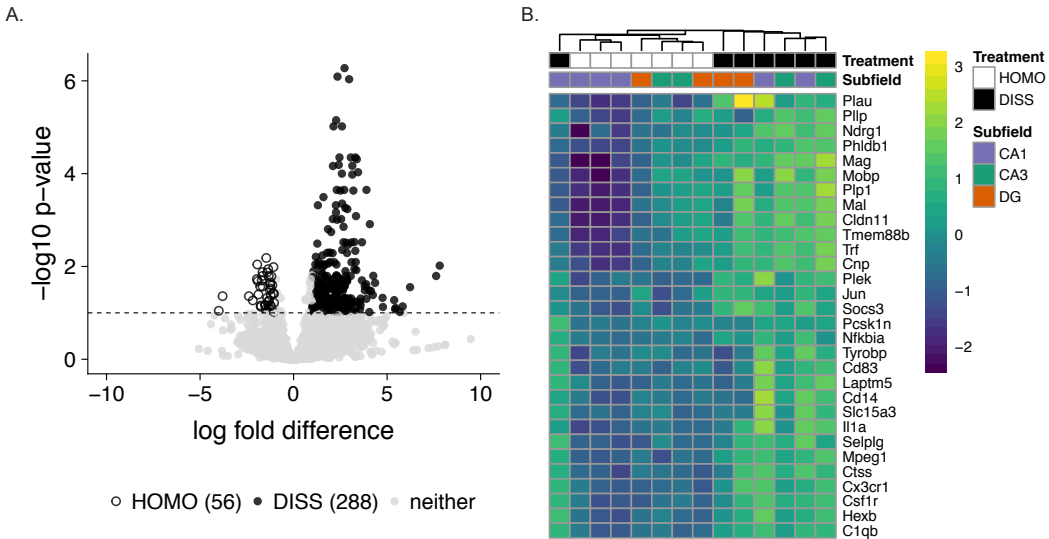 A.
6
4
2
0
−log10 p−value
−10
−5
0
5
10
log fold difference
HOMO (56)
DISS (288)
neither
B.
Treatment
Subfield
Plau
Pllp
Ndrg1
Phldb1
Mag
Mobp
Plp1
Mal
Cldn11
Tmem88b
Trf
Cnp
Plek
Jun
Socs3
Pcsk1n
Nfkbia
Tyrobp
Cd83
Laptm5
Cd14
Slc15a3
Il1a
Selplg
Mpeg1
Ctss
Cx3cr1
Csf1r
Hexb
C1qb
3
2
1
0
−1
−2
Treatment
HOMO
DISS
Subfield
CA1
CA3
DG